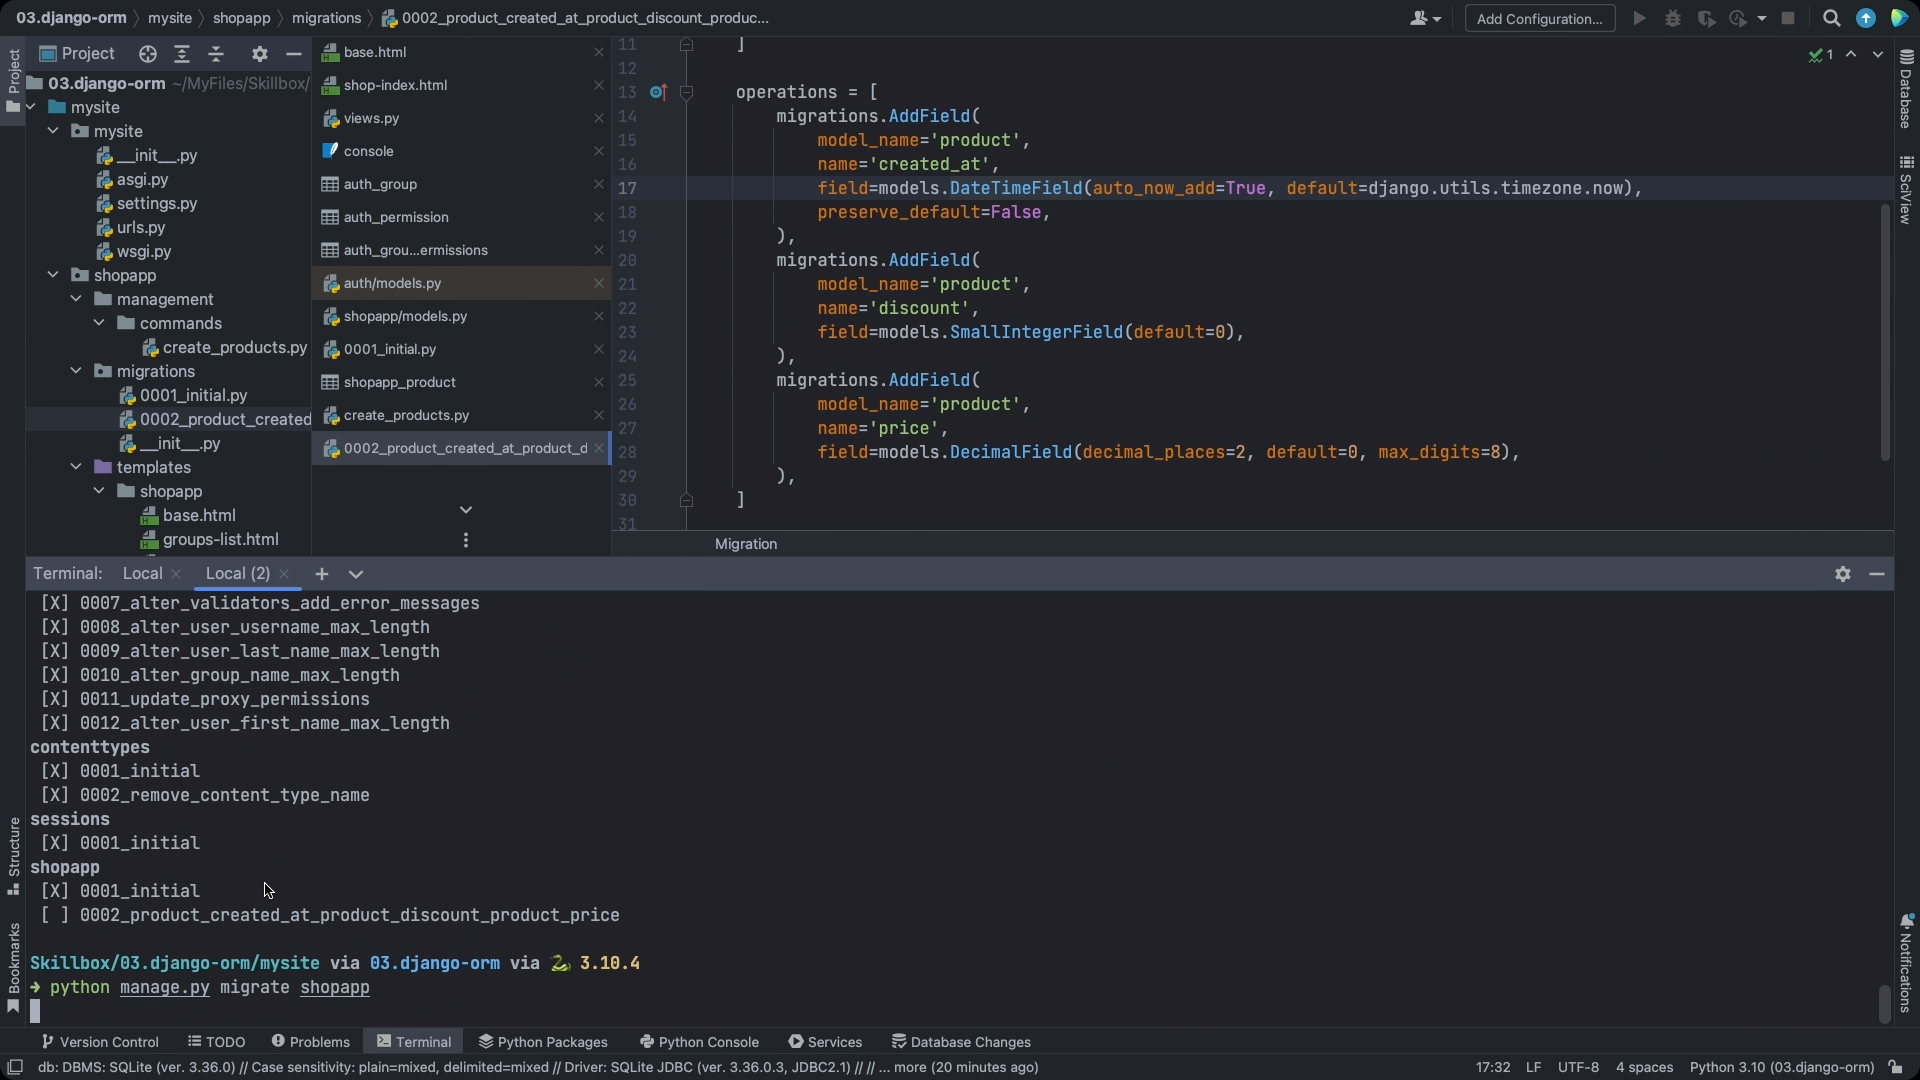 03.django-orm mysite shopapp migrations 0002_product_created_at_product_discount_produc...
Add Configuration...
Project
03.django-orm ~/MyFiles/Skillbox/
mysite
mysite
__init__.py
asgi.py
settings.py
urls.py
wsgi.py
shopapp
management
commands
create_products.py
migrations
0001_initial.py
0002_product_created
__init__.py
templates
shopapp
base.html
groups-list.html
base.html
shop-index.html
views.py
console
auth_group
auth_permission
auth_grou...ermissions
auth/models.py
shopapp/models.py
0001_initial.py
shopapp_product
create_products.py
0002_product_created_at_product_d
1
11 ]
12
13 operations = [
14 migrations.AddField(
15 model_name='product',
16 name='created_at',
17 field=models.DateTimeField(auto_now_add=True, default=django.utils.timezone.now),
18 preserve_default=False,
19 ),
20 migrations.AddField(
21 model_name='product',
22 name='discount',
23 field=models.SmallIntegerField(default=0),
24 ),
25 migrations.AddField(
26 model_name='product',
27 name='price',
28 field=models.DecimalField(decimal_places=2, default=0, max_digits=8),
29 ),
30 ]
31
Migration
Project
Structure
Bookmarks
Database
SciView
Notifications
Terminal: Local Local (2)
[X] 0007_alter_validators_add_error_messages
[X] 0008_alter_user_username_max_length
[X] 0009_alter_user_last_name_max_length
[X] 0010_alter_group_name_max_length
[X] 0011_update_proxy_permissions
[X] 0012_alter_user_first_name_max_length
contenttypes
[X] 0001_initial
[X] 0002_remove_content_type_name
sessions
[X] 0001_initial
shopapp
[X] 0001_initial
[ ] 0002_product_created_at_product_discount_product_price
Skillbox/03.django-orm/mysite via 03.django-orm via 🐍 3.10.4
➜ python manage.py migrate shopapp
Version Control TODO Problems Terminal Python Packages Python Console Services Database Changes
db: DBMS: SQLite (ver. 3.36.0) // Case sensitivity: plain=mixed, delimited=mixed // Driver: SQLite JDBC (ver. 3.36.0.3, JDBC2.1) // // ... more (20 minutes ago) 17:32 LF UTF-8 4 spaces Python 3.10 (03.django-orm)